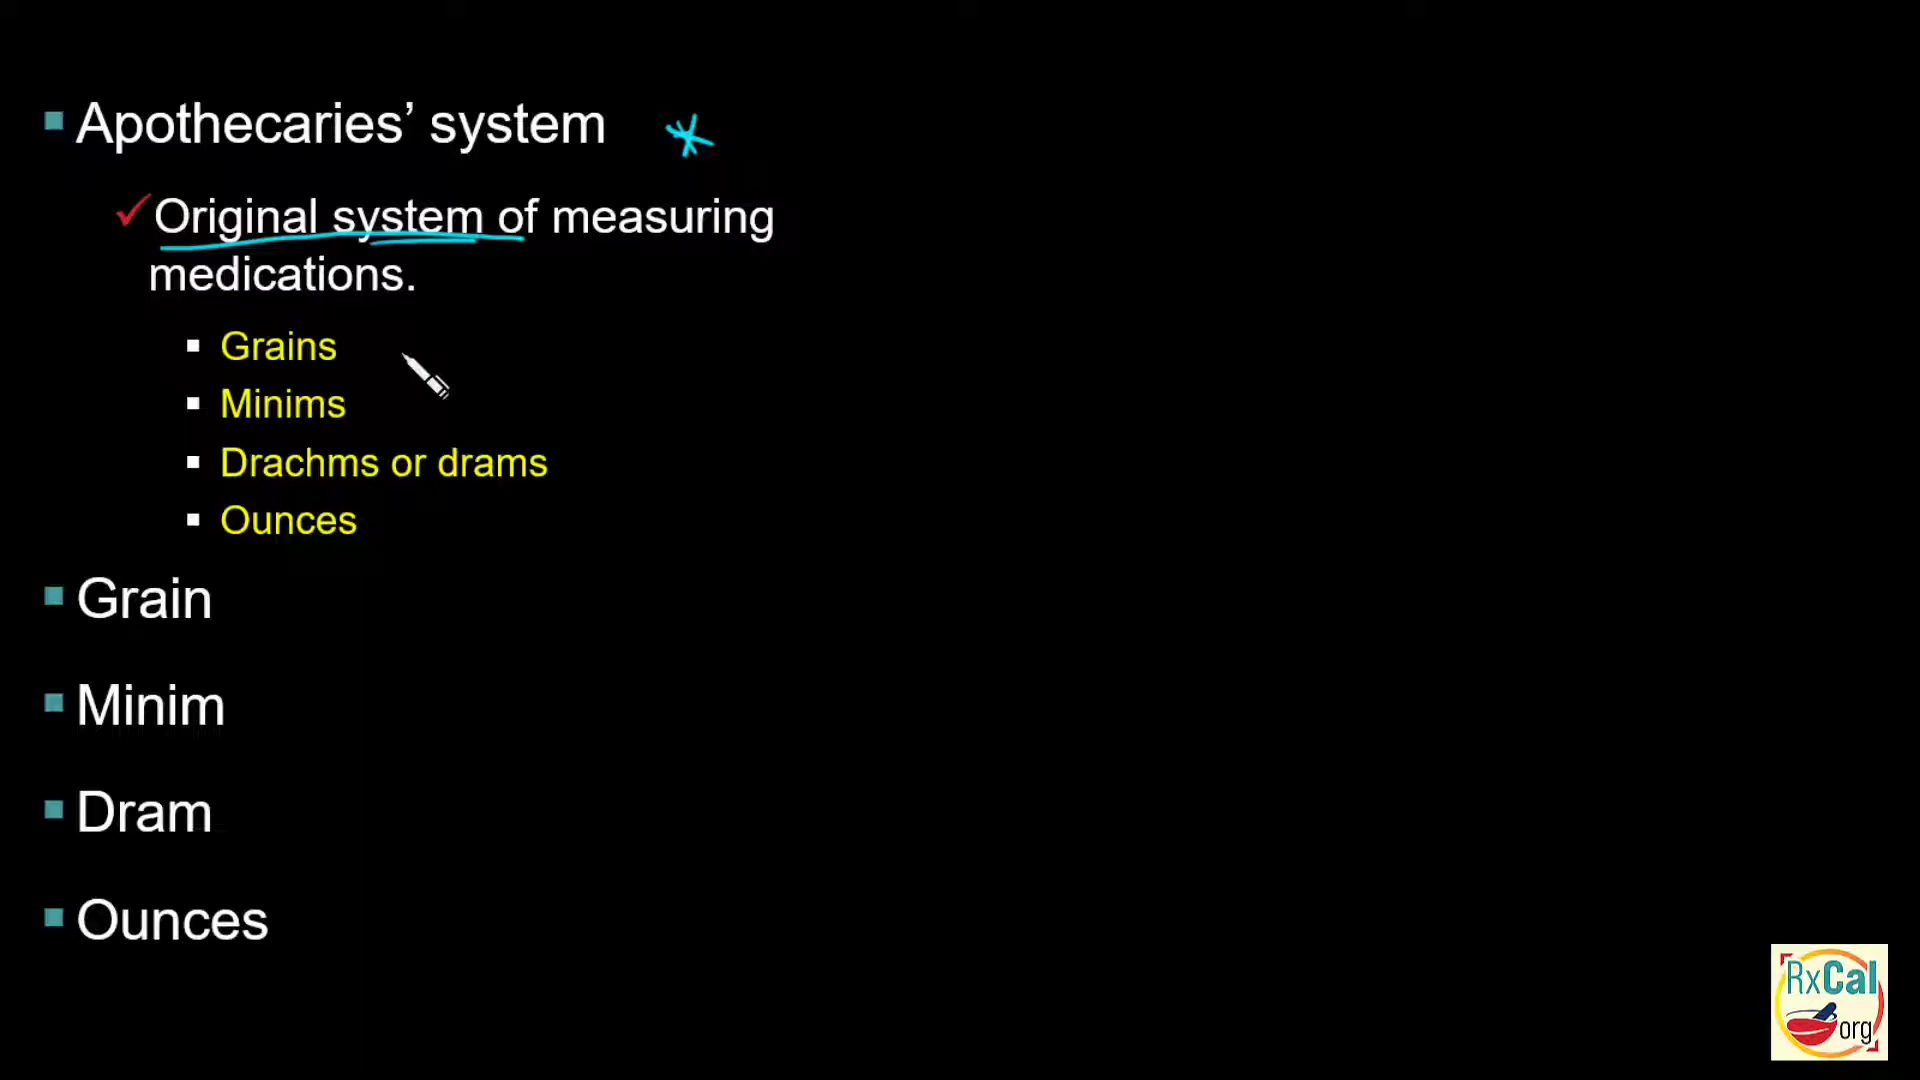 Apothecaries’ system
Original system of measuring
medications.
Grains
Minims
Drachms or drams
Ounces
Grain
Minim
Dram
Ounces
RxCal
org